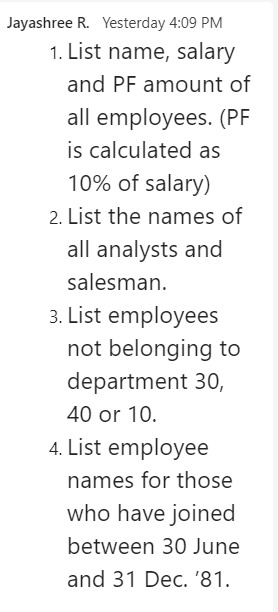 Jayashree R. Yesterday 4:09 PM
1. List name, salary
and PF amount of
all employees. (PF
is calculated as
10% of salary)
2. List the names of
all analysts and
salesman.
3. List employees
not belonging to
department 30,
40 or 10.
4. List employee
names for those
who have joined
between 30 June
and 31 Dec. ’81.